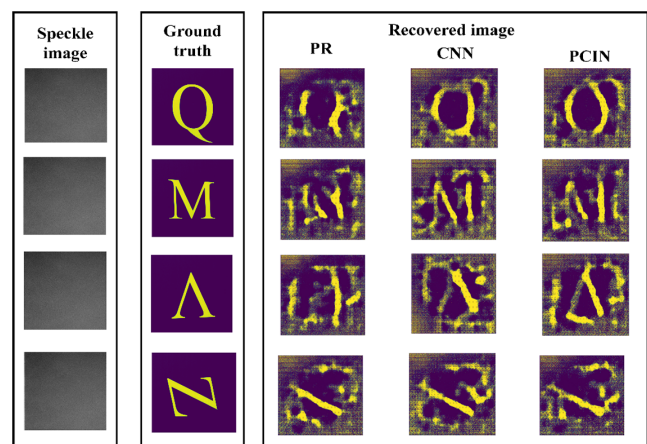 Speckle image
Ground truth
Recovered image
PR CNN PCIN
Q
M
Λ
Z